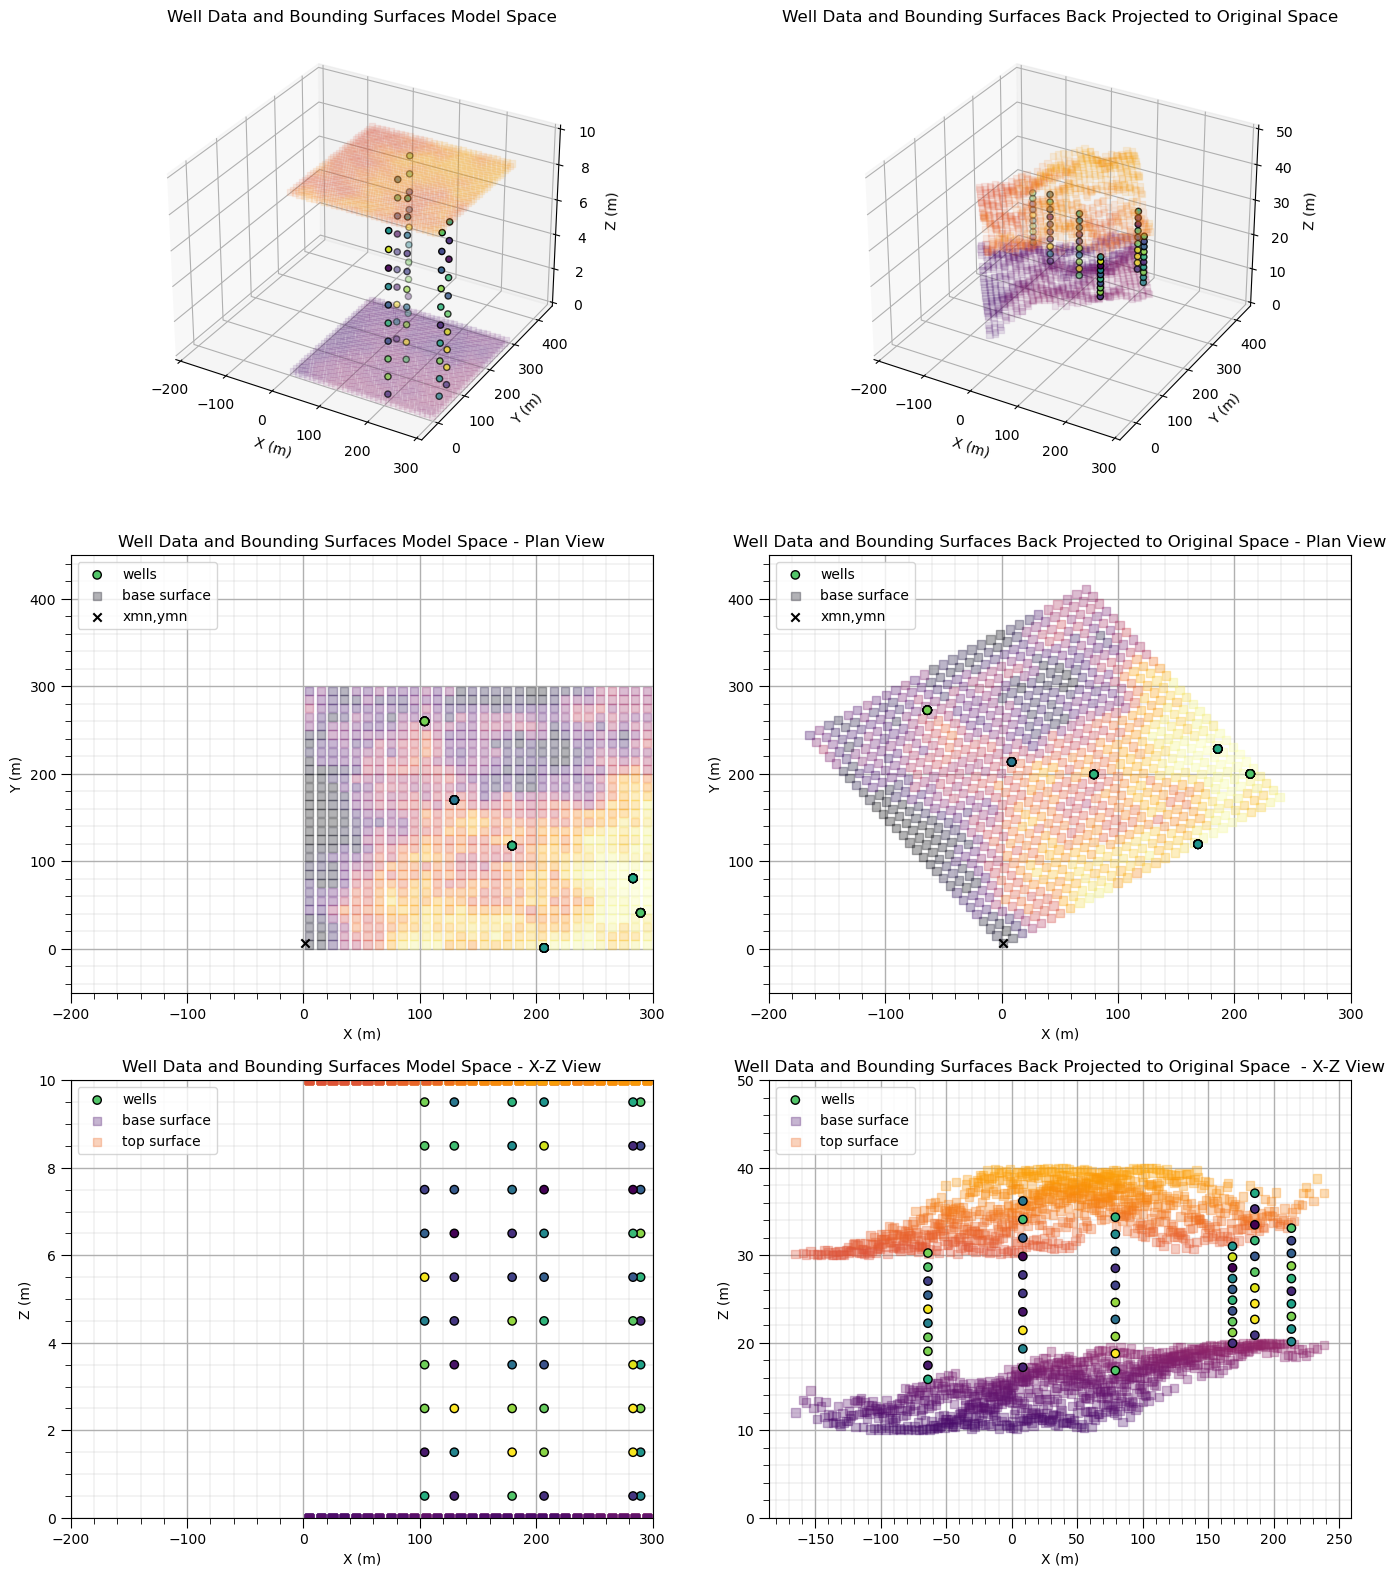 Well Data and Bounding Surfaces Model Space
10
8
6
4
2
0
Z (m)
−200
−100
0
100
200
300
X (m)
0
100
200
300
400
Y (m)
Well Data and Bounding Surfaces Back Projected to Original Space
50
40
30
20
10
0
Z (m)
−200
−100
0
100
200
300
X (m)
0
100
200
300
400
Y (m)
Well Data and Bounding Surfaces Model Space - Plan View
wells
base surface
xmn,ymn
400
300
200
100
0
Y (m)
−200
−100
0
100
200
300
X (m)
Well Data and Bounding Surfaces Back Projected to Original Space - Plan View
wells
base surface
xmn,ymn
400
300
200
100
0
Y (m)
−200
−100
0
100
200
300
X (m)
Well Data and Bounding Surfaces Model Space - X-Z View
wells
base surface
top surface
10
8
6
4
2
0
Z (m)
−200
−100
0
100
200
300
X (m)
Well Data and Bounding Surfaces Back Projected to Original Space  - X-Z View
wells
base surface
top surface
50
40
30
20
10
0
Z (m)
−150
−100
−50
0
50
100
150
200
250
X (m)